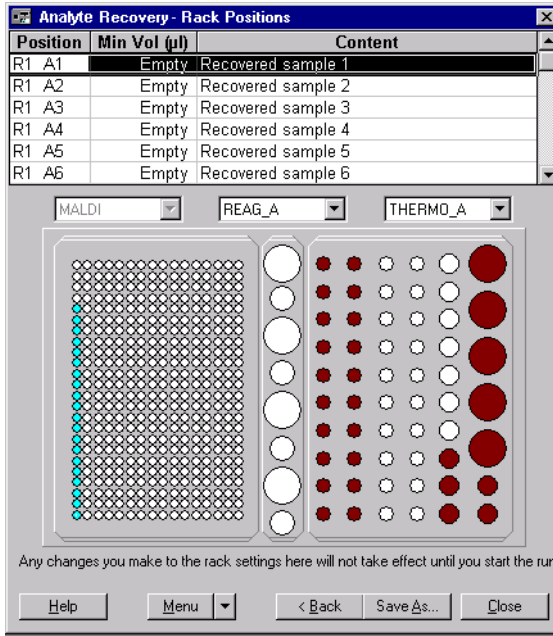 Analyte Recovery - Rack Positions
Position Min Vol (µl) Content
R1 A1 Empty Recovered sample 1
R1 A2 Empty Recovered sample 2
R1 A3 Empty Recovered sample 3
R1 A4 Empty Recovered sample 4
R1 A5 Empty Recovered sample 5
R1 A6 Empty Recovered sample 6
MALDI REAG_A THERMO_A
Any changes you make to the rack settings here will not take effect until you start the run
Help Menu < Back Save As... Close